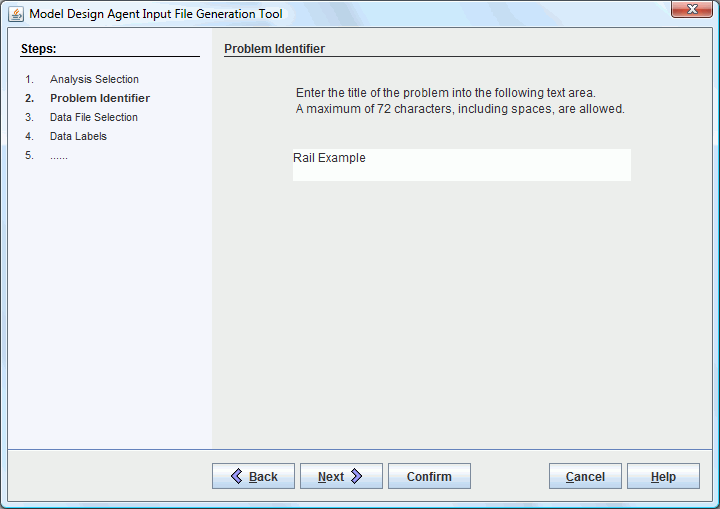 Model Design Agent Input File Generation Tool
Steps:
1. Analysis Selection
2. Problem Identifier
3. Data File Selection
4. Data Labels
5. ......
Problem Identifier
Enter the title of the problem into the following text area.
A maximum of 72 characters, including spaces, are allowed.
Rail Example
Back Next Confirm Cancel Help